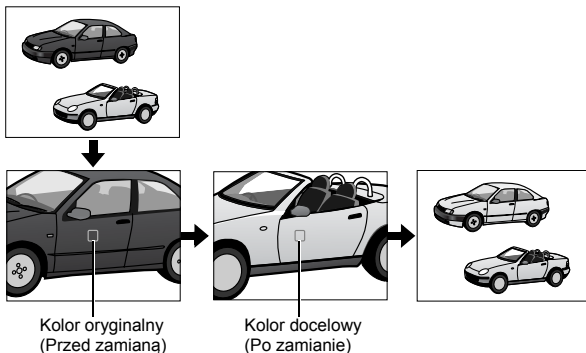 Kolor oryginalny
(Przed zamianą)
Kolor docelowy
(Po zamianie)